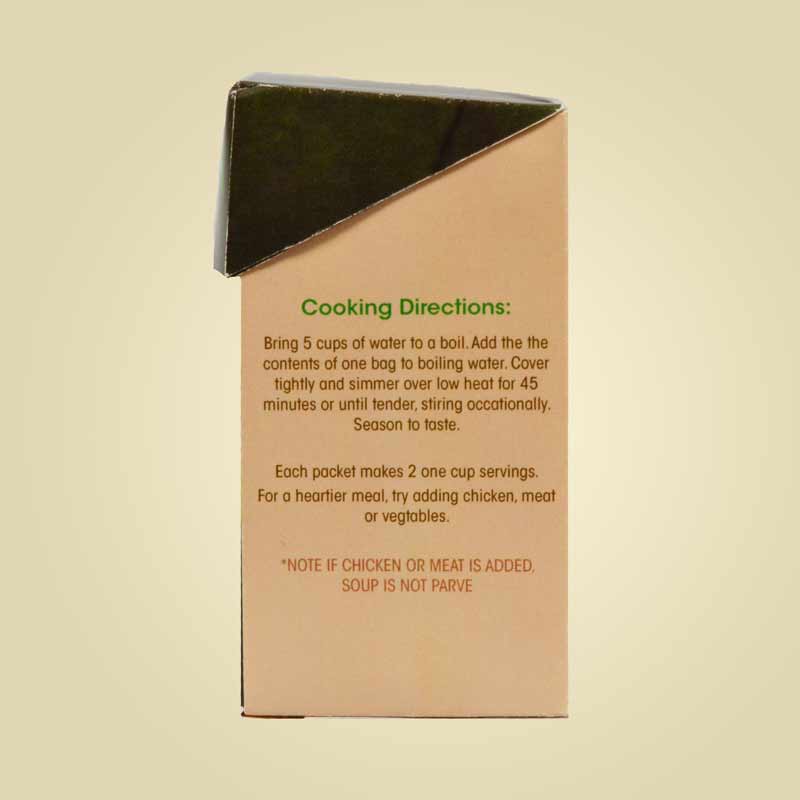 Cooking Directions:
Bring 5 cups of water to a boil. Add the the
contents of one bag to boiling water. Cover
tightly and simmer over low heat for 45
minutes or until tender, stiring occationally.
Season to taste.
Each packet makes 2 one cup servings.
For a heartier meal, try adding chicken, meat
or vegtables.
*NOTE IF CHICKEN OR MEAT IS ADDED,
SOUP IS NOT PARVE